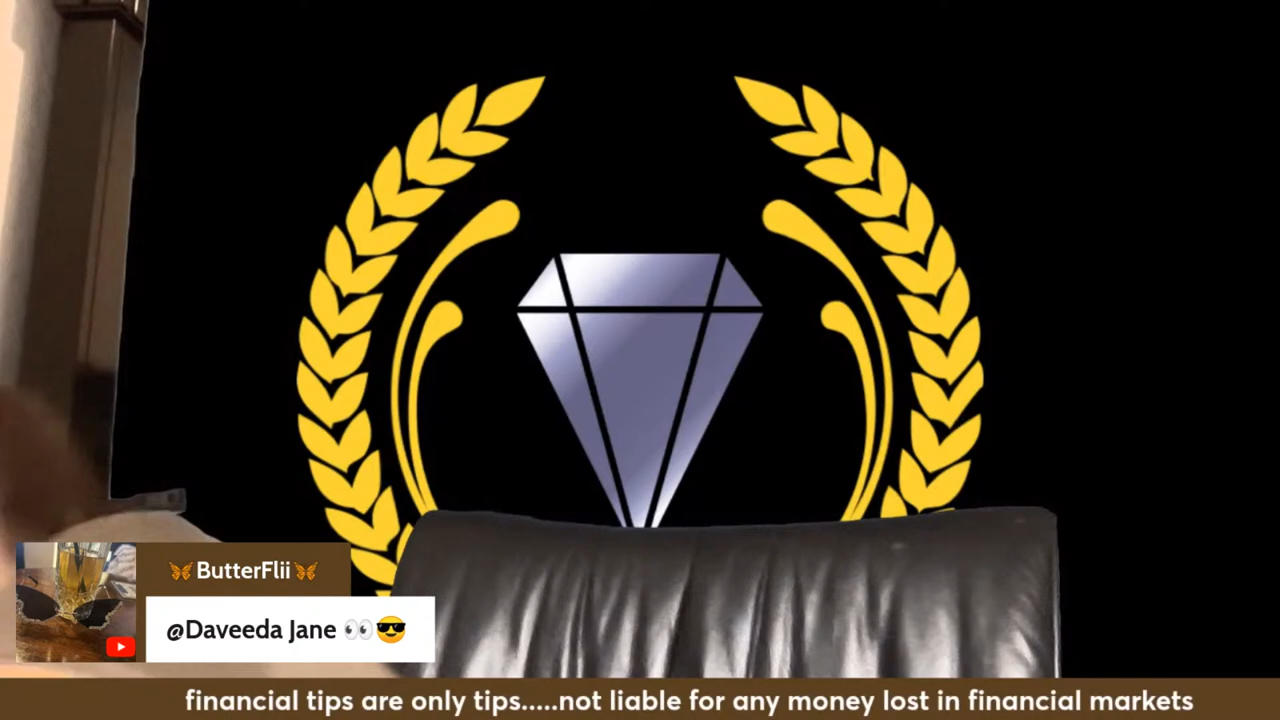 🦋ButterFlii🦋
@Daveeda Jane 👀😎
financial tips are only tips.....not liable for any money lost in financial markets